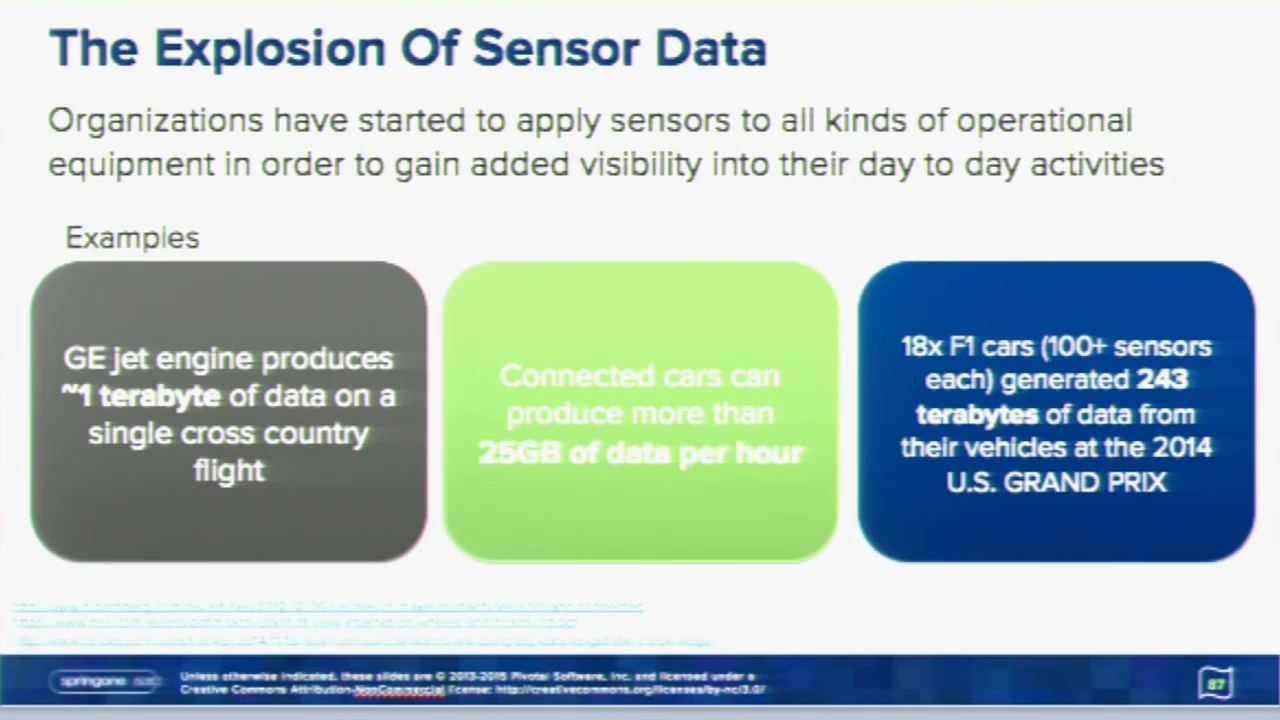 The Explosion Of Sensor Data
Organizations have started to apply sensors to all kinds of operational
equipment in order to gain added visibility into their day to day activities
Examples
GE jet engine produces
~1 terabyte of data on a
single cross country
flight
Connected cars can
produce more than
25GB of data per hour
18x F1 cars (100+ sensors
each) generated 243
terabytes of data from
their vehicles at the 2014
U.S. GRAND PRIX
springone
Unless otherwise indicated, these slides are © 2013-2015 Pivotal Software, Inc. and licensed under a
Creative Commons Attribution-NonCommercial license: http://creativecommons.org/licenses/by-nc/3.0/
87